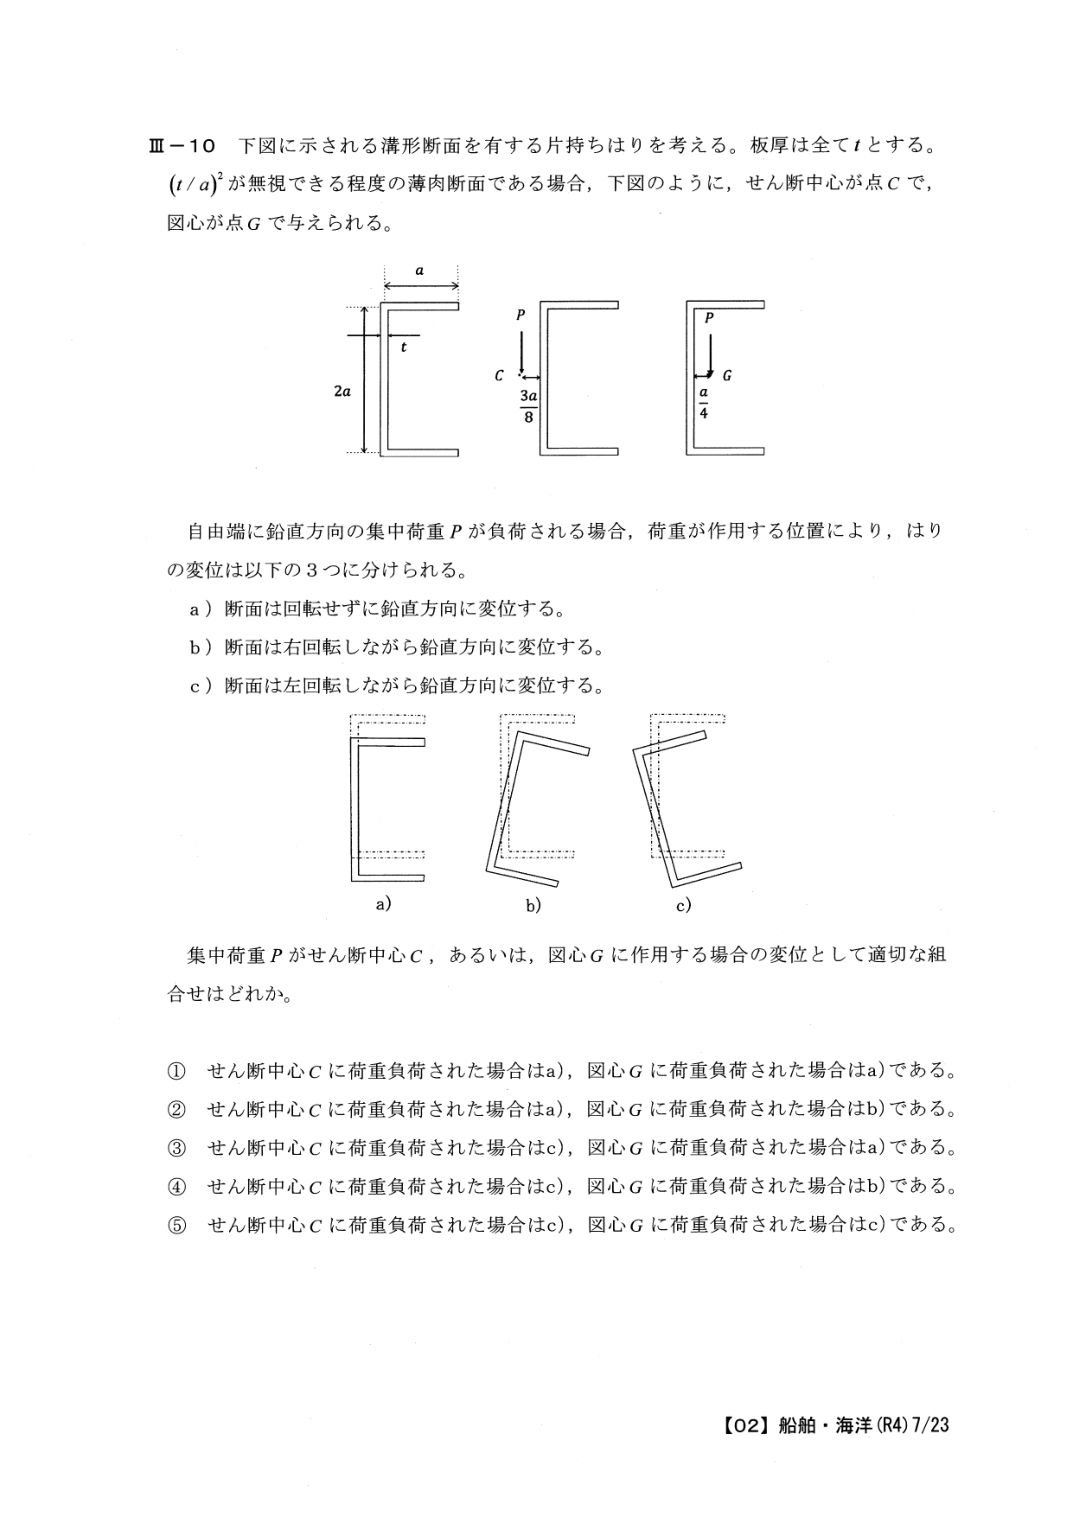 Ⅲ－10　下図に示される溝形断面を有する片持ちはりを考える。板厚は全てtとする。
(t / a)²が無視できる程度の薄肉断面である場合，下図のように，せん断中心が点Cで，
図心が点Gで与えられる。
a
t
2a
P
C
3a
8
P
G
a
4
自由端に鉛直方向の集中荷重Pが負荷される場合，荷重が作用する位置により，はり
の変位は以下の３つに分けられる。
a）断面は回転せずに鉛直方向に変位する。
b）断面は右回転しながら鉛直方向に変位する。
c）断面は左回転しながら鉛直方向に変位する。
a)
b)
c)
集中荷重Pがせん断中心C，あるいは，図心Gに作用する場合の変位として適切な組
合せはどれか。
①　せん断中心Cに荷重負荷された場合はa)，図心Gに荷重負荷された場合はa)である。
②　せん断中心Cに荷重負荷された場合はa)，図心Gに荷重負荷された場合はb)である。
③　せん断中心Cに荷重負荷された場合はc)，図心Gに荷重負荷された場合はa)である。
④　せん断中心Cに荷重負荷された場合はc)，図心Gに荷重負荷された場合はb)である。
⑤　せん断中心Cに荷重負荷された場合はc)，図心Gに荷重負荷された場合はc)である。
【02】船舶・海洋(R4)7/23